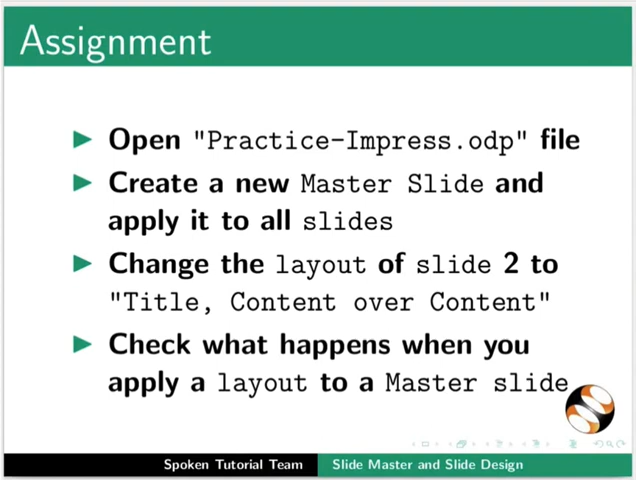 Assignment
Open "Practice-Impress.odp" file
Create a new Master Slide and
apply it to all slides
Change the layout of slide 2 to
"Title, Content over Content"
Check what happens when you
apply a layout to a Master slide
Spoken Tutorial Team
Slide Master and Slide Design